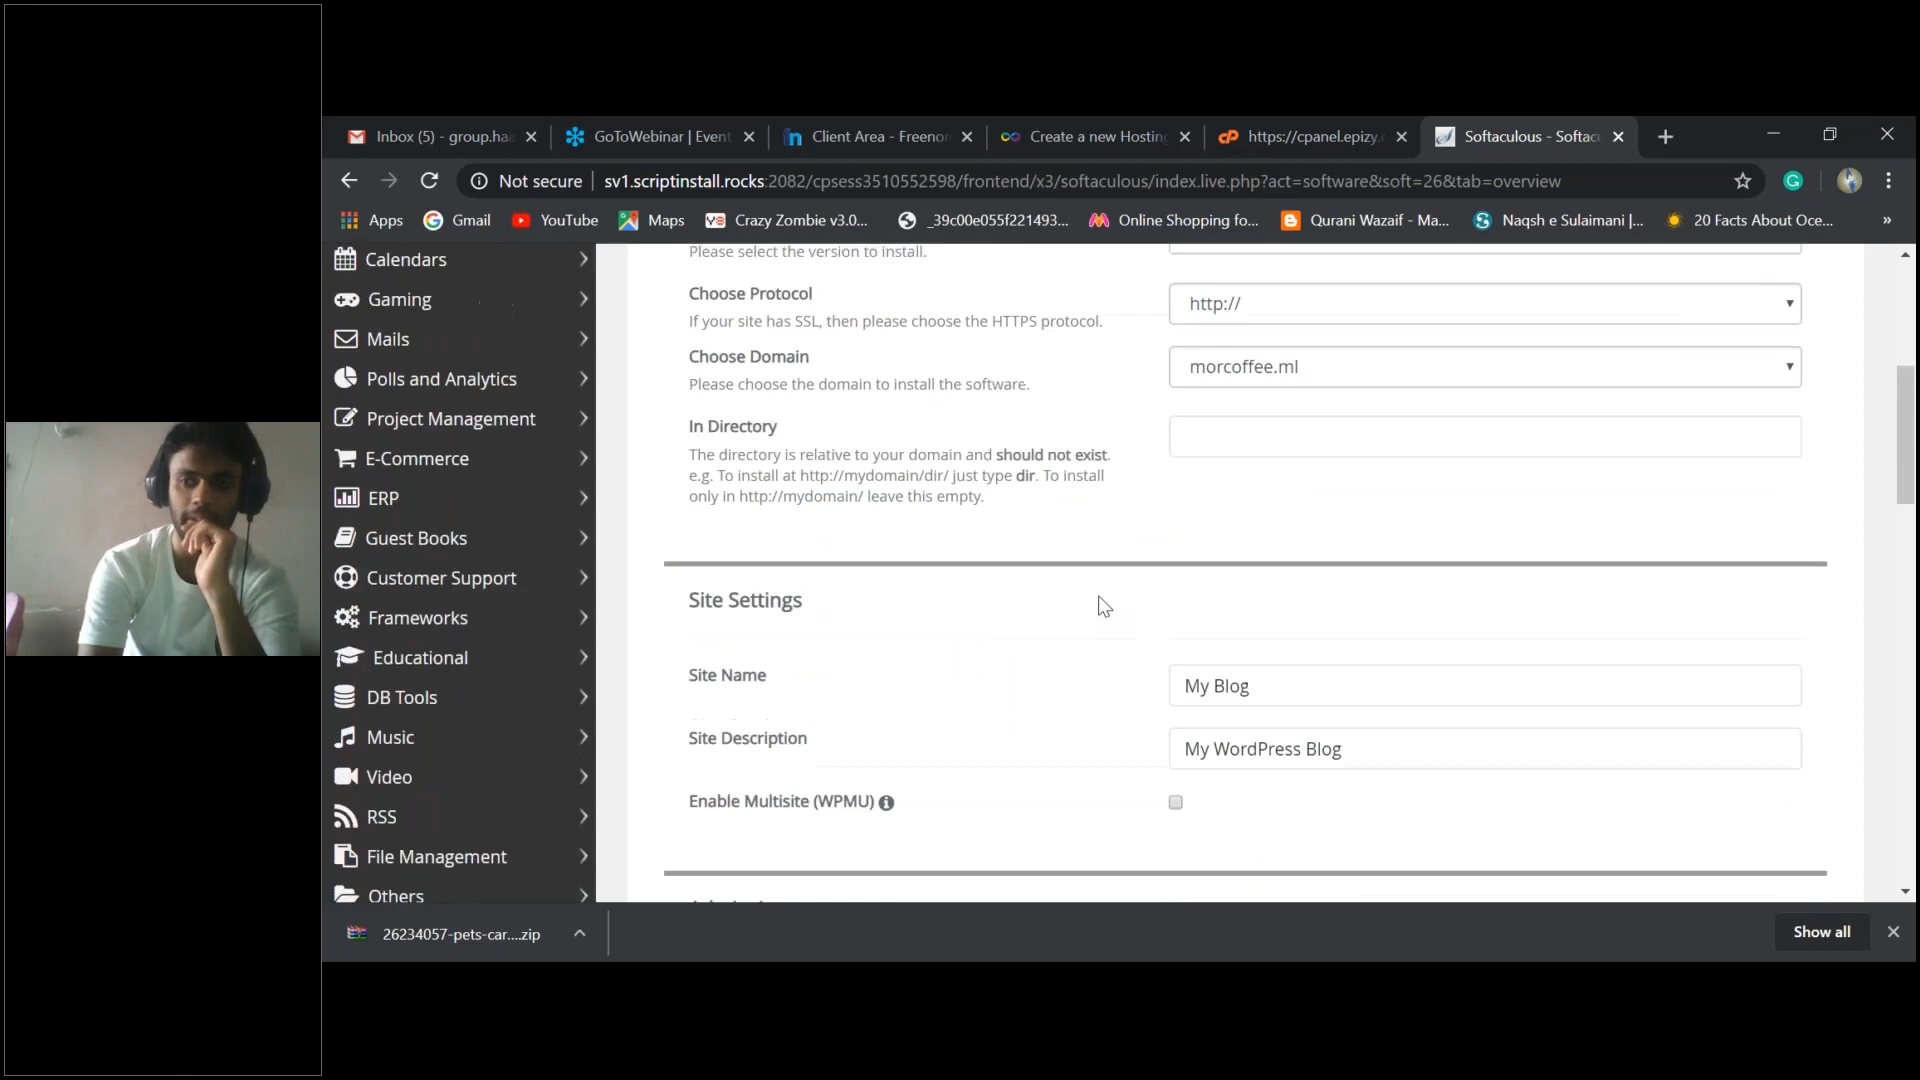 Inbox (5) - group.haa
GoToWebinar | Event
Client Area - Freenon
Create a new Hosting
https://cpanel.epizy.
Softaculous - Softac
Not secure
sv1.scriptinstall.rocks:2082/cpsess3510552598/frontend/x3/softaculous/index.live.php?act=software&soft=26&tab=overview
Apps
Gmail
YouTube
Maps
Crazy Zombie v3.0...
_39c00e055f221493...
Online Shopping fo...
Qurani Wazaif - Ma...
Naqsh e Sulaimani |...
20 Facts About Oce...
»
Calendars
Gaming
Mails
Polls and Analytics
Project Management
E-Commerce
ERP
Guest Books
Customer Support
Frameworks
Educational
DB Tools
Music
Video
RSS
File Management
Others
Please select the version to install.
Choose Protocol
If your site has SSL, then please choose the HTTPS protocol.
http://
Choose Domain
Please choose the domain to install the software.
morcoffee.ml
In Directory
The directory is relative to your domain and should not exist.
e.g. To install at http://mydomain/dir/ just type dir. To install
only in http://mydomain/ leave this empty.
Site Settings
Site Name
My Blog
Site Description
My WordPress Blog
Enable Multisite (WPMU)
26234057-pets-car....zip
Show all